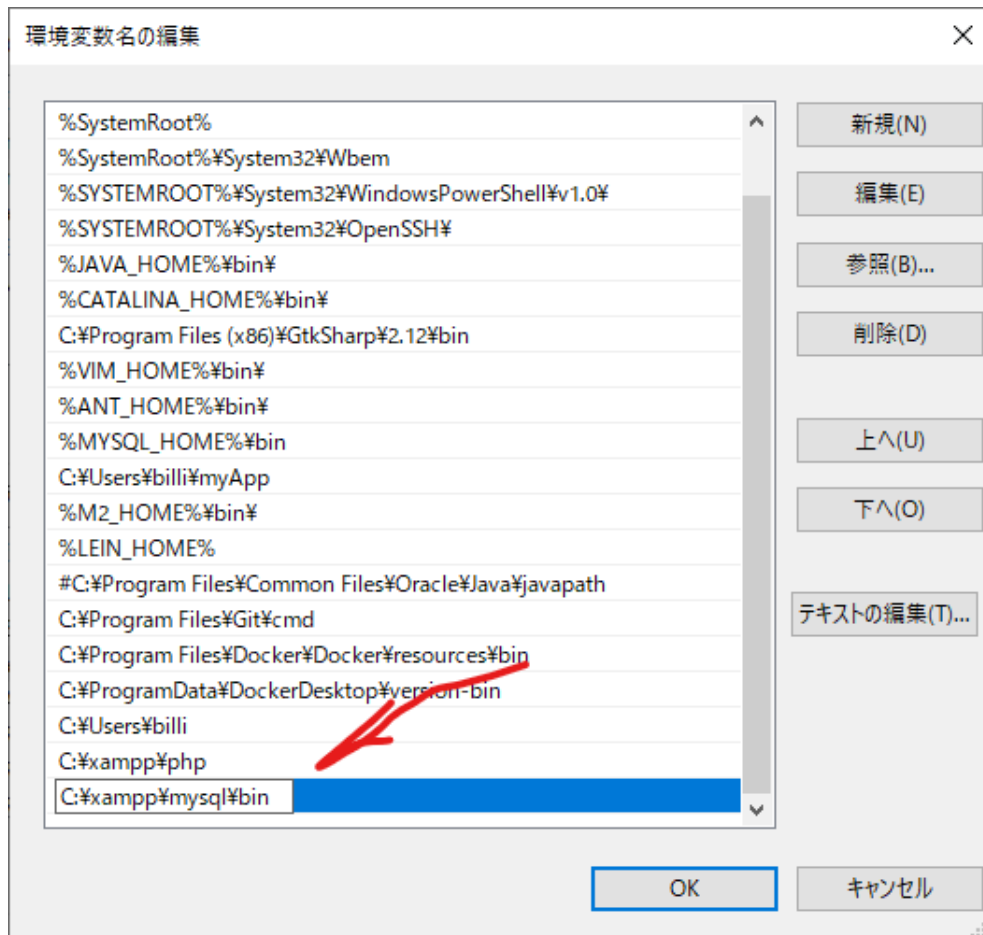 環境変数名の編集
%SystemRoot%
%SystemRoot%¥System32¥Wbem
%SYSTEMROOT%¥System32¥WindowsPowerShell¥v1.0¥
%SYSTEMROOT%¥System32¥OpenSSH¥
%JAVA_HOME%¥bin¥
%CATALINA_HOME%¥bin¥
C:¥Program Files (x86)¥GtkSharp¥2.12¥bin
%VIM_HOME%¥bin¥
%ANT_HOME%¥bin¥
%MYSQL_HOME%¥bin
C:¥Users¥billi¥myApp
%M2_HOME%¥bin¥
%LEIN_HOME%
#C:¥Program Files¥Common Files¥Oracle¥Java¥javapath
C:¥Program Files¥Git¥cmd
C:¥Program Files¥Docker¥Docker¥resources¥bin
C:¥ProgramData¥DockerDesktop¥version-bin
C:¥Users¥billi
C:¥xampp¥php
C:¥xampp¥mysql¥bin
新規(N)
編集(E)
参照(B)...
削除(D)
上へ(U)
下へ(O)
テキストの編集(T)...
OK
キャンセル